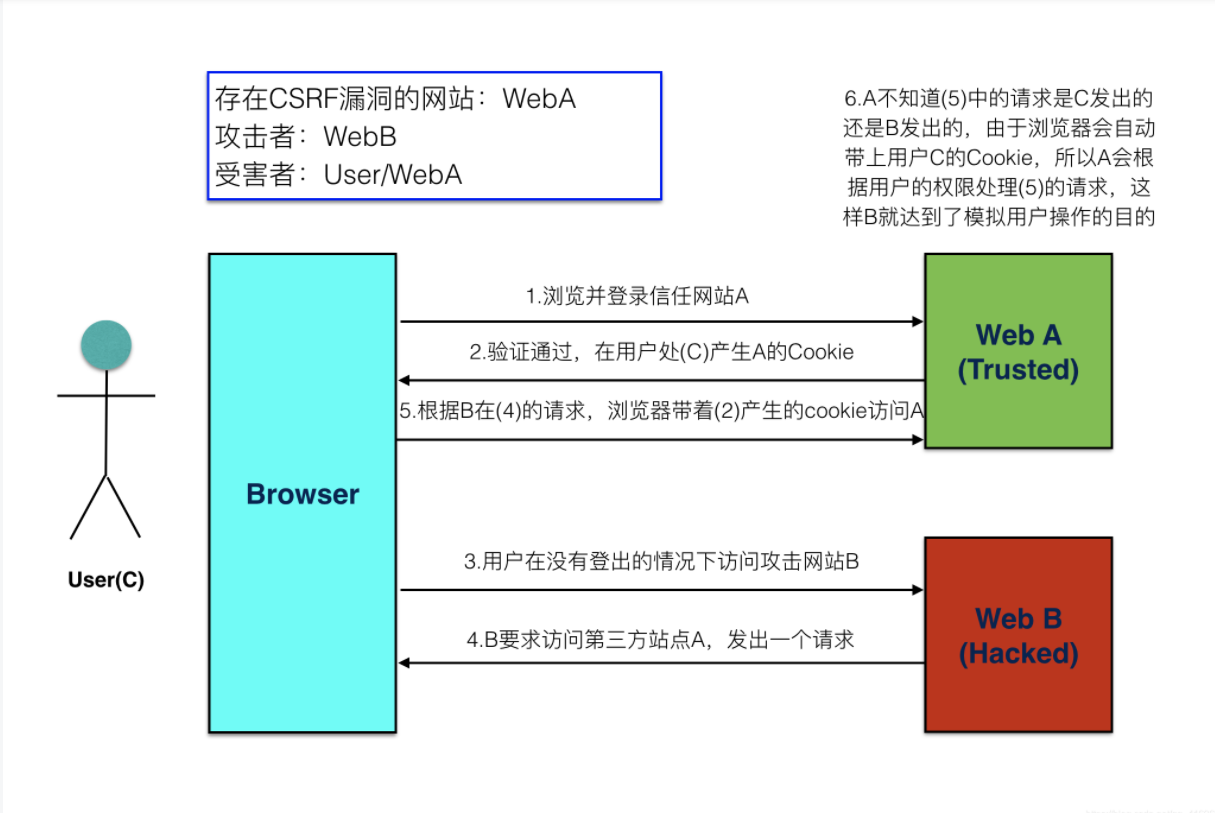 存在CSRF漏洞的网站：WebA
攻击者：WebB
受害者：User/WebA
6.A不知道(5)中的请求是C发出的
还是B发出的，由于浏览器会自动
带上用户C的Cookie，所以A会根
据用户的权限处理(5)的请求，这
样B就达到了模拟用户操作的目的
1.浏览并登录信任网站A
2.验证通过，在用户处(C)产生A的Cookie
5.根据B在(4)的请求，浏览器带着(2)产生的cookie访问A
Web A
(Trusted)
Browser
3.用户在没有登出的情况下访问攻击网站B
4.B要求访问第三方站点A，发出一个请求
Web B
(Hacked)
User(C)